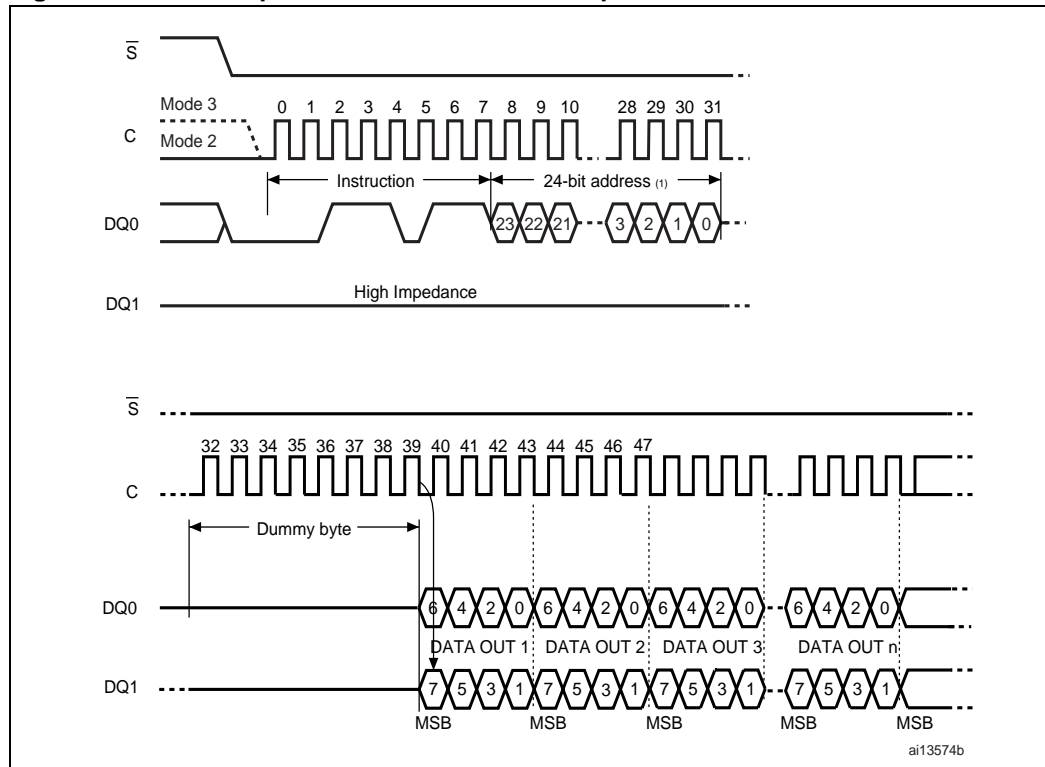 S
Mode 3
0 1 2 3 4 5 6 7 8 9 10 28 29 30 31
C
Mode 2
Instruction 24-bit address (1)
DQ0
23 22 21 3 2 1 0
High Impedance
DQ1
S
32 33 34 35 36 37 38 39 40 41 42 43 44 45 46 47
C
Dummy byte
DQ0
6 4 2 0 6 4 2 0 6 4 2 0 6 4 2 0
DATA OUT 1 DATA OUT 2 DATA OUT 3 DATA OUT n
DQ1
7 5 3 1 7 5 3 1 7 5 3 1 7 5 3 1
MSB MSB MSB MSB MSB
ai13574b